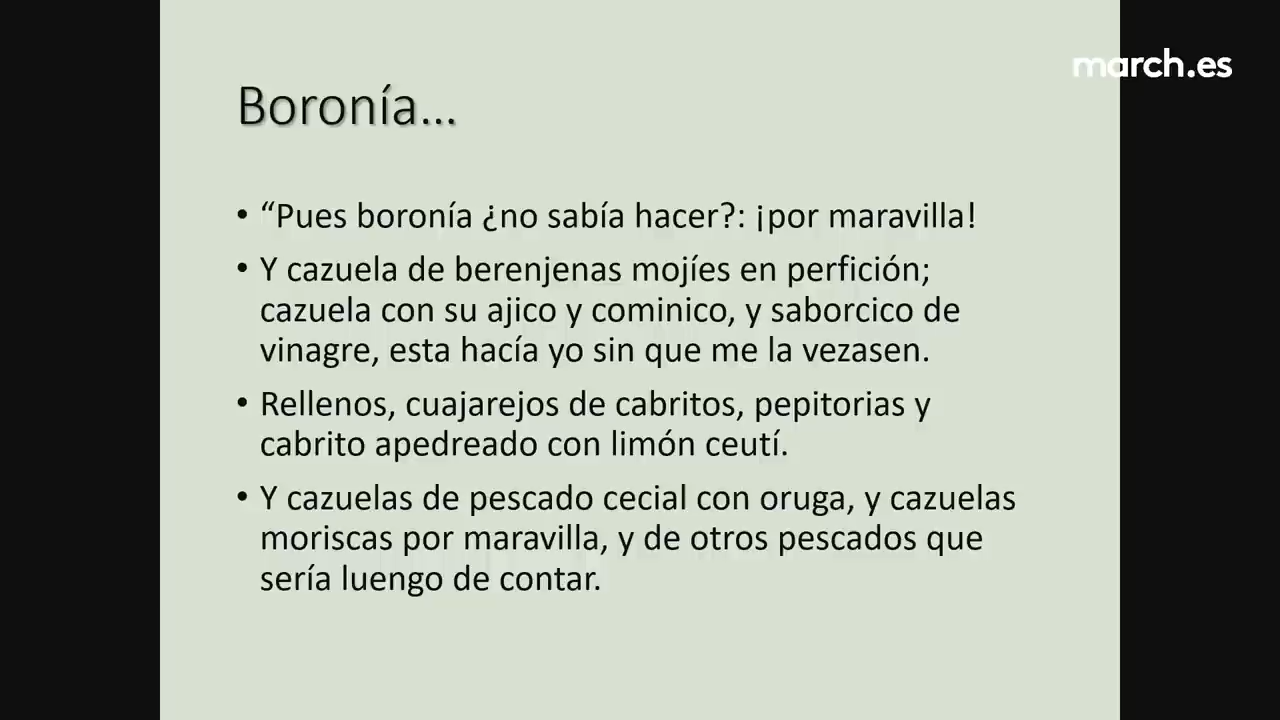 march.es
Boronía...
• “Pues boronía ¿no sabía hacer?: ¡por maravilla!
• Y cazuela de berenjenas mojíes en perfición;
cazuela con su ajico y cominico, y saborcico de
vinagre, esta hacía yo sin que me la vezasen.
• Rellenos, cuajarejos de cabritos, pepitorias y
cabrito apedreado con limón ceutí.
• Y cazuelas de pescado cecial con oruga, y cazuelas
moriscas por maravilla, y de otros pescados que
sería luengo de contar.